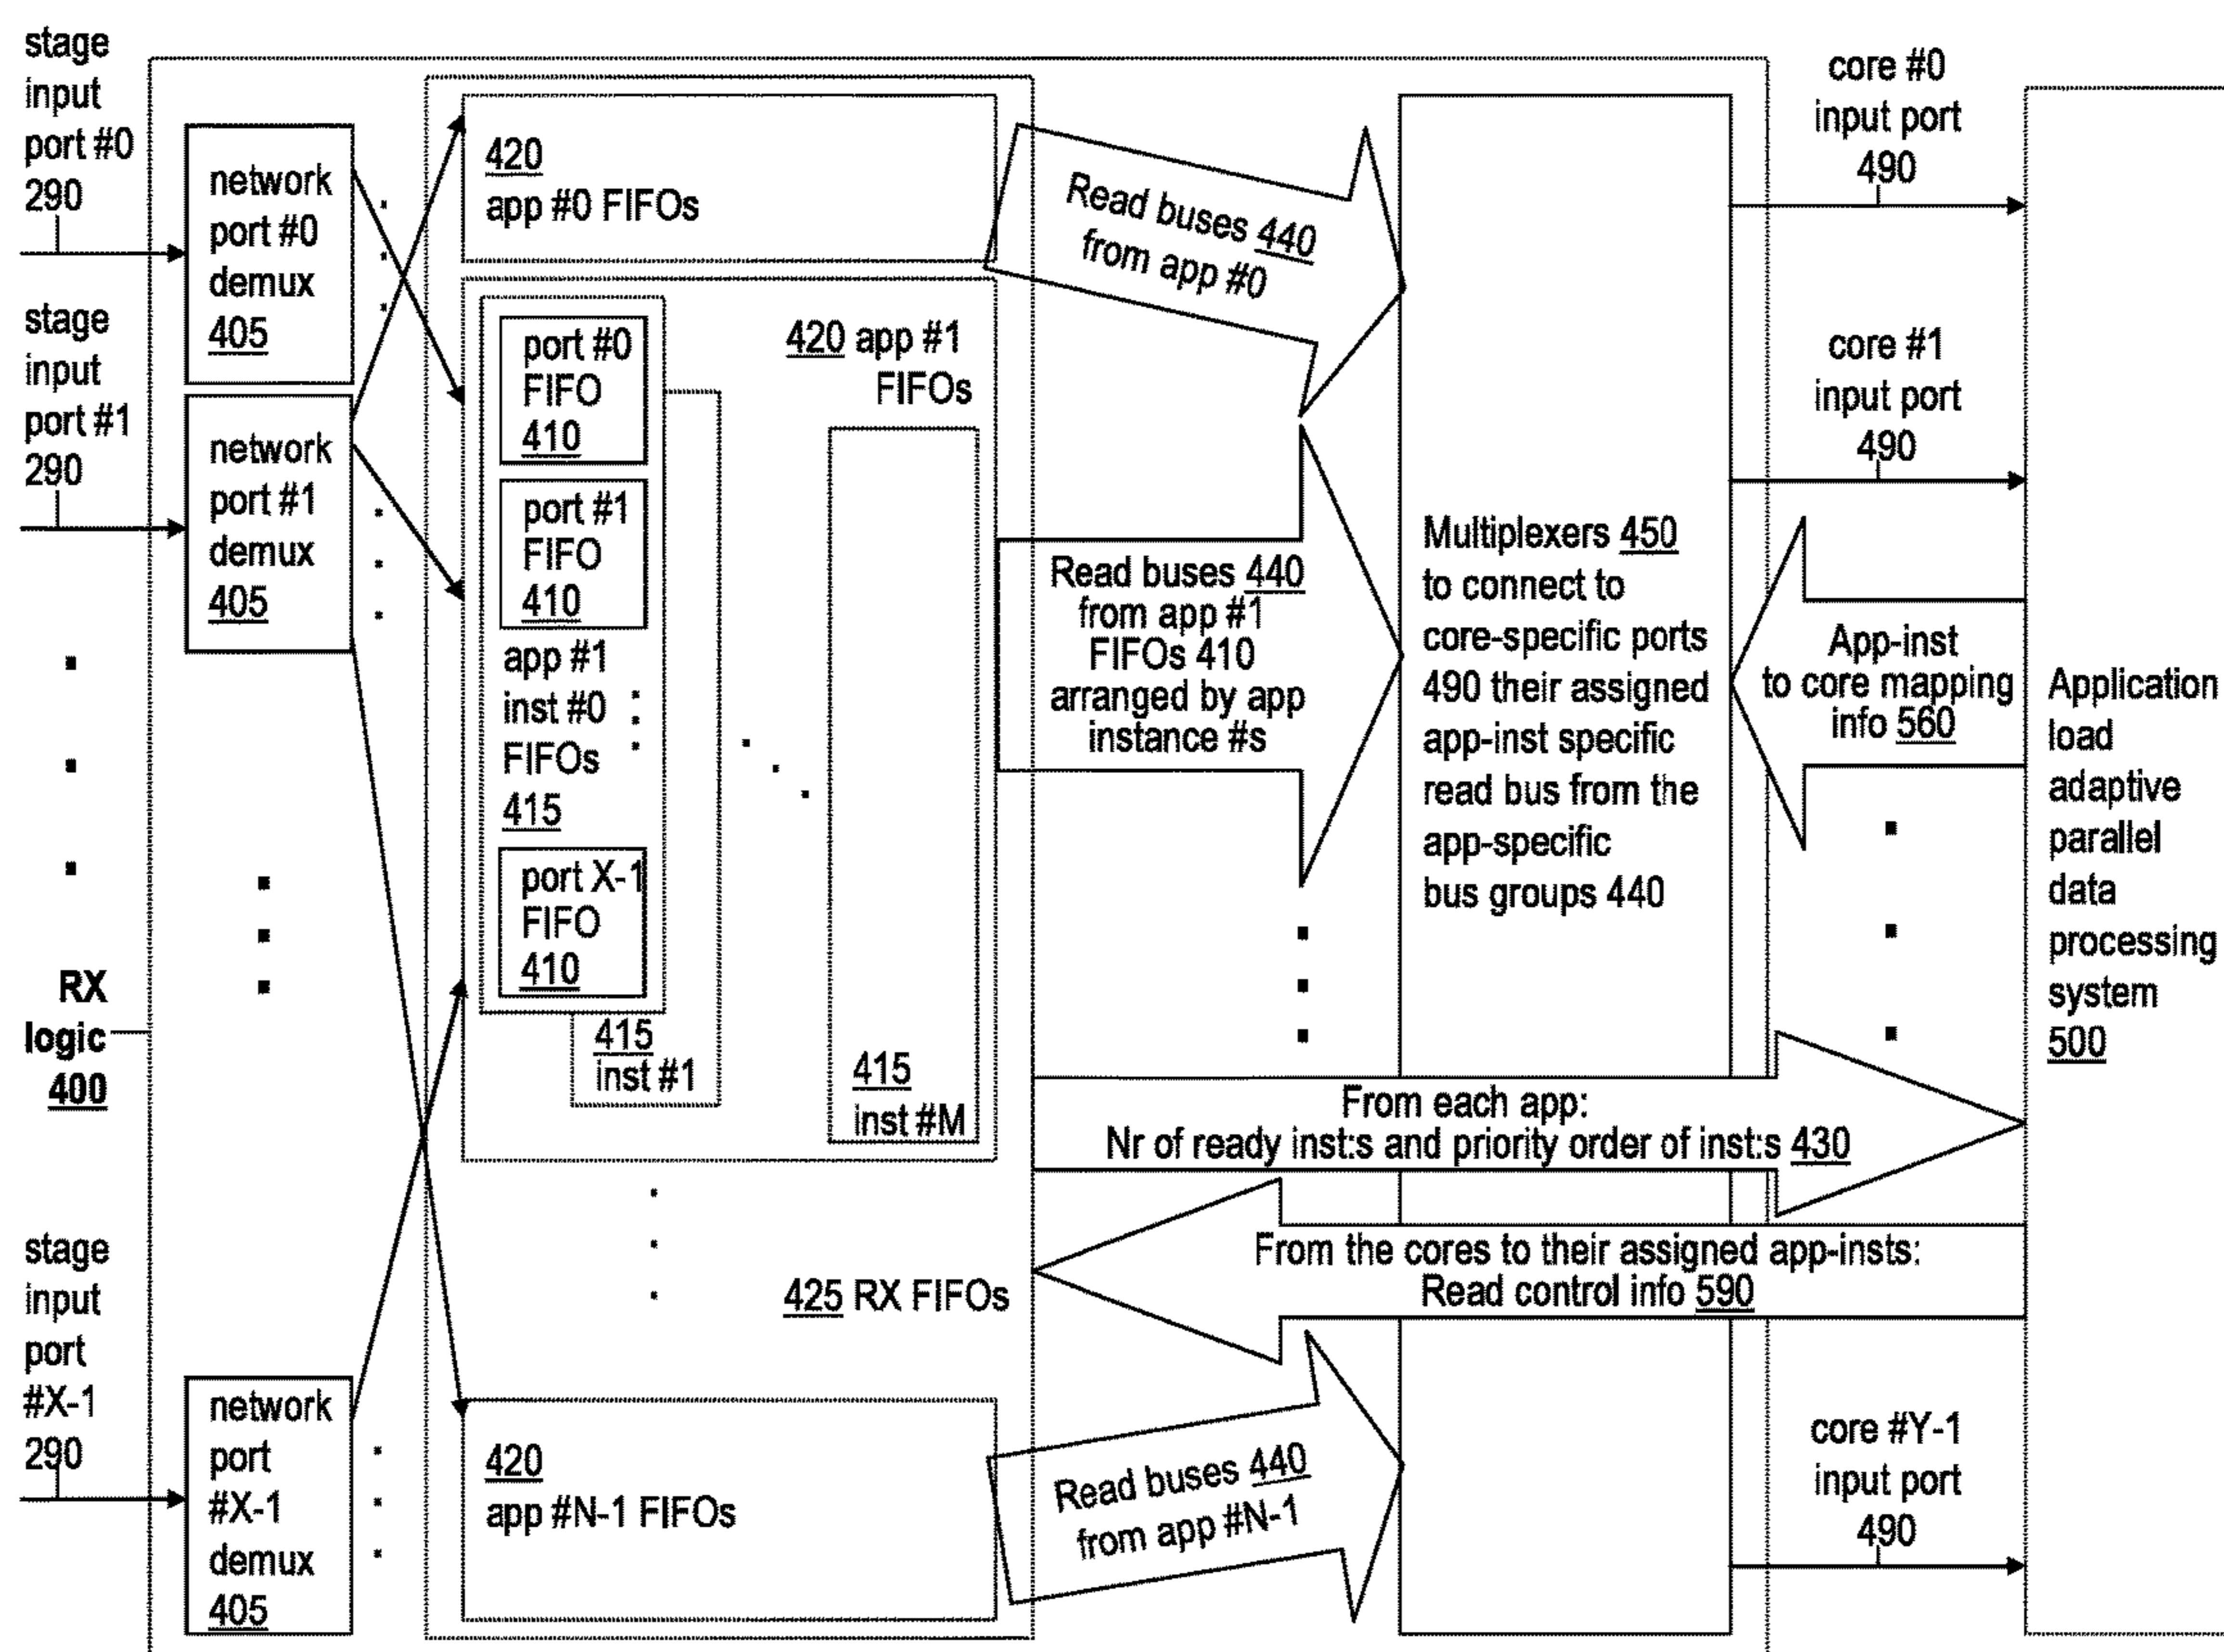 stage
input
port #0
290
stage
input
port #1
290
RX
logic
400
stage
input
port
#X-1
290
network
port #0
demux
405
network
port #1
demux
405
network
port
#X-1
demux
405
420
app #0 FIFOs
420 app #1
FIFOs
port #0
FIFO
410
port #1
FIFO
410
app #1
inst #0
FIFOs
415
port X-1
FIFO
410
415
inst #1
415
inst #M
425 RX FIFOs
420
app #N-1 FIFOs
Read buses 440
from app #0
Read buses 440
from app #1
FIFOs 410
arranged by app
instance #s
Read buses 440
from app #N-1
Multiplexers 450
to connect to
core-specific ports
490 their assigned
app-inst specific
read bus from the
app-specific
bus groups 440
From each app:
Nr of ready inst:s and priority order of inst:s 430
From the cores to their assigned app-insts:
Read control info 590
core #0
input port
490
core #1
input port
490
App-inst
to core mapping
info 560
core #Y-1
input port
490
Application
load
adaptive
parallel
data
processing
system
500